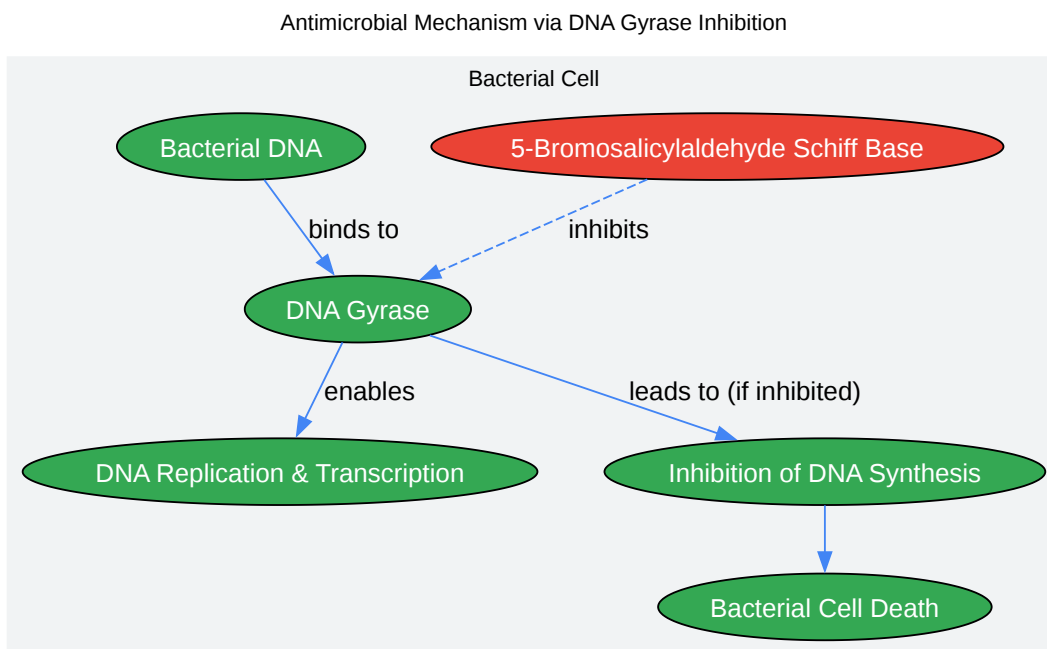 Antimicrobial Mechanism via DNA Gyrase Inhibition
Bacterial Cell
Bacterial DNA
5-Bromosalicylaldehyde Schiff Base
binds to
inhibits
DNA Gyrase
enables
leads to (if inhibited)
DNA Replication & Transcription
Inhibition of DNA Synthesis
Bacterial Cell Death